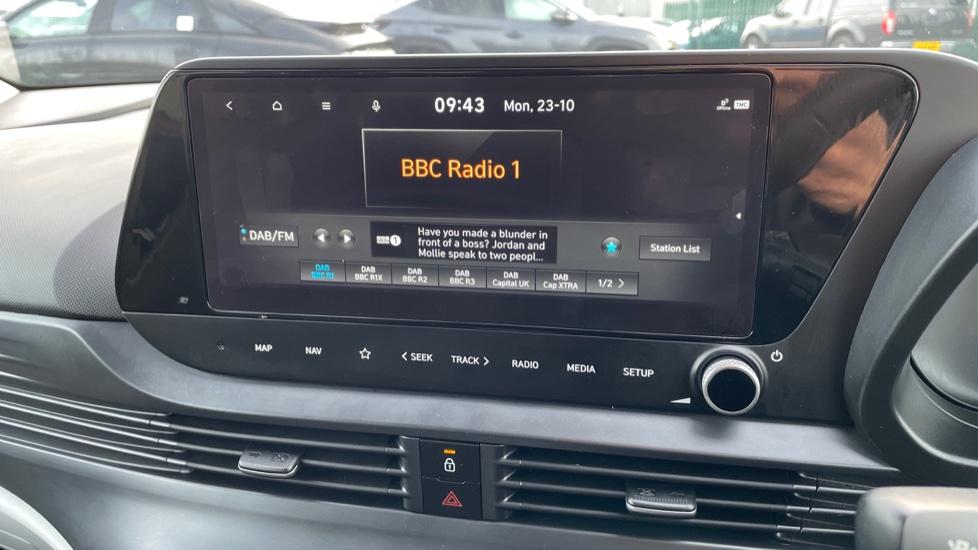 09:43 Mon, 23-10
Offline TMC
BBC Radio 1
DAB/FM
Have you made a blunder in
front of a boss? Jordan and
Mollie speak to two peopl...
Station List
DAB
BBC R1
DAB
BBC R1X
DAB
BBC R2
DAB
BBC R3
DAB
Capital UK
DAB
Cap XTRA
1/2 >
MAP
NAV
< SEEK
TRACK >
RADIO
MEDIA
SETUP